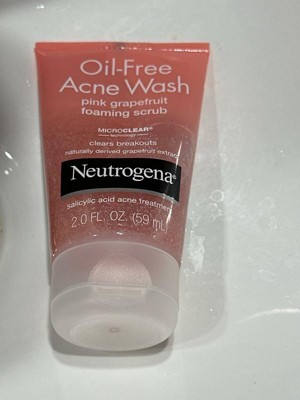 Oil-Free
Acne Wash
pink grapefruit
foaming scrub
MICROCLEAR®
technology
clears breakouts
naturally derived grapefruit extract
Neutrogena®
salicylic acid acne treatment
2.0 FL. OZ. (59 mL)